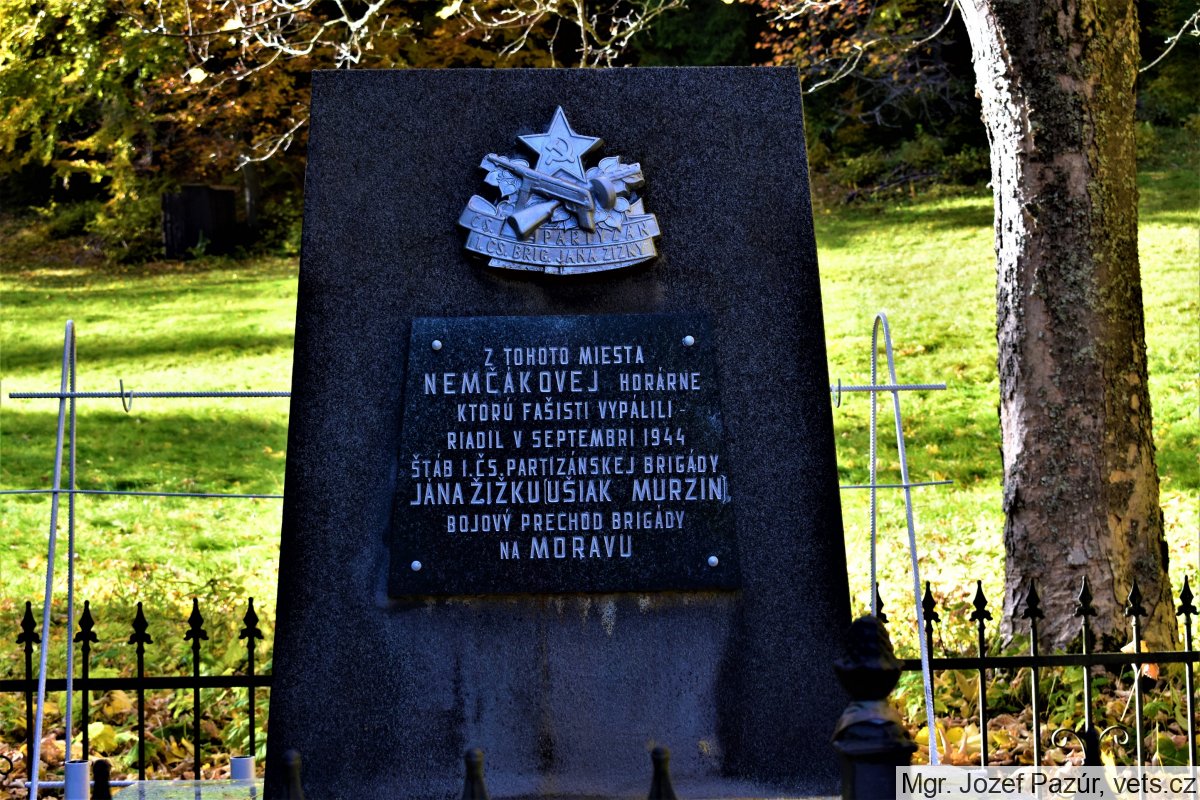 ČS. PARTYZÁN
I. ČS. BRIG. JANA ŽIŽKY
Z TOHOTO MIESTA
NEMČÁKOVEJ HORÁRNE
KTORÚ FAŠISTI VYPÁLILI -
RIADIL V SEPTEMBRI 1944
ŠTÁB I.ČS. PARTIZÁNSKEJ BRIGÁDY
JÁNA ŽIŽKU(UŠIAK MURZIN)
BOJOVÝ PRECHOD BRIGÁDY
NA MORAVU
Mgr. Jozef Pazúr, vets.cz